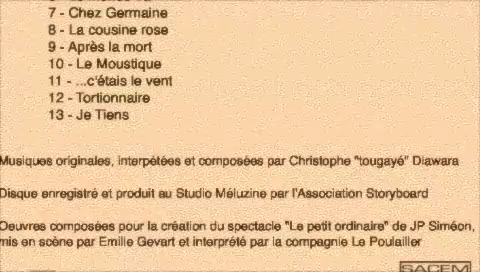 7 - Chez Germaine
8 - La cousine rose
9 - Après la mort
10 - Le Moustique
11 - ...c'étais le vent
12 - Tortionnaire
13 - Je Tiens
Musiques originales, interpétées et composées par Christophe "tougayé" Diawara
Disque enregistré et produit au Studio Méluzine par l'Association Storyboard
Oeuvres composées pour la création du spectacle "Le petit ordinaire" de JP Siméon,
mis en scène par Emilie Gevart et interprété par la compagnie Le Poulailler
SACEM